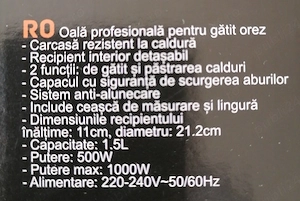 RO Oală profesională pentru gătit orez
- Carcasă rezistent la caldură
- Recipient interior detașabil
- 2 funcții: de gătit și păstrarea calduri
- Capacul cu siguranță de scurgerea aburilor
- Sistem anti-alunecare
- Include ceașcă de măsurare și lingură
- Dimensiunile recipientului
înălțime: 11cm, diametru: 21.2cm
- Capacitate: 1.5L
- Putere: 500W
- Putere max: 1000W
- Alimentare: 220-240V~50/60Hz